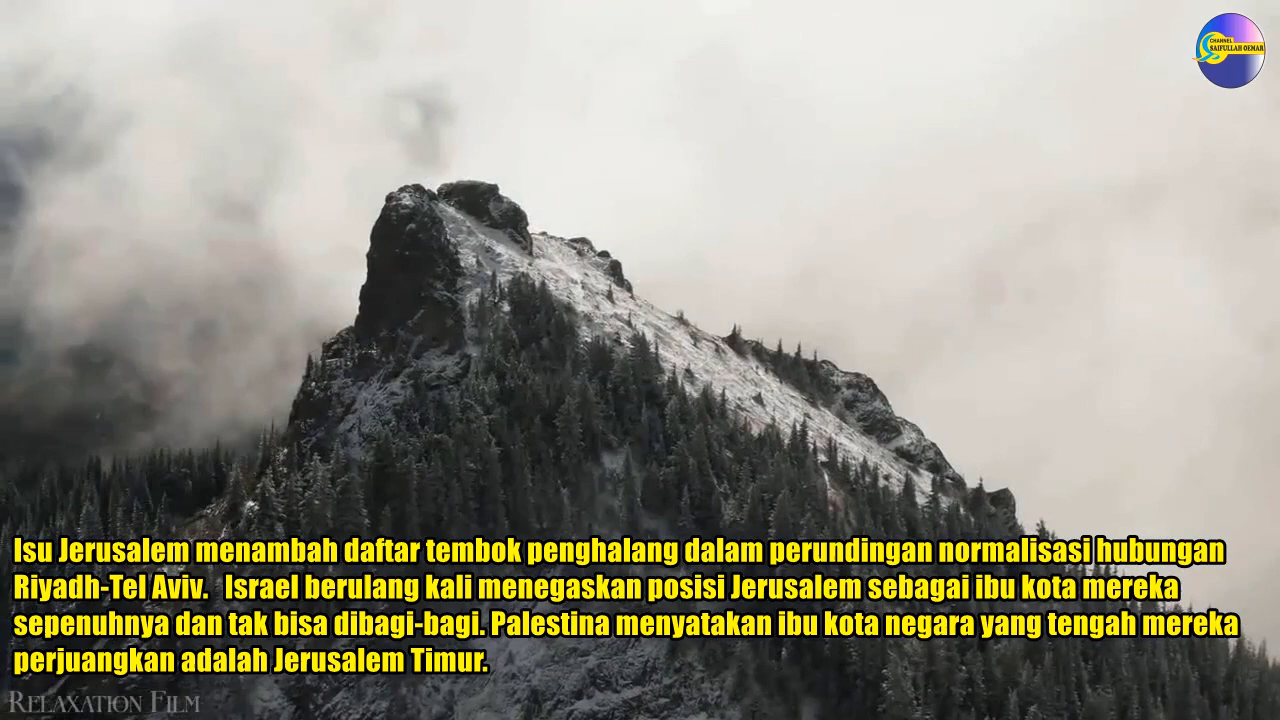 CHANNEL
SAIFULLAH OEMAR
Isu Jerusalem menambah daftar tembok penghalang dalam perundingan normalisasi hubungan
Riyadh-Tel Aviv.   Israel berulang kali menegaskan posisi Jerusalem sebagai ibu kota mereka
sepenuhnya dan tak bisa dibagi-bagi. Palestina menyatakan ibu kota negara yang tengah mereka
perjuangkan adalah Jerusalem Timur.
RELAXATION FILM